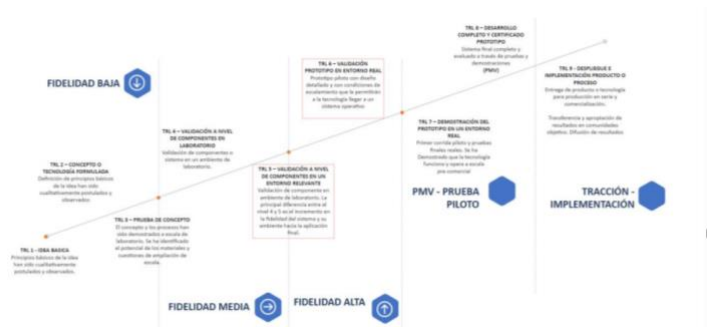 FIDELIDAD BAJA
TRL 1 - IDEA BASICA
Principios básicos de la idea
han sido cualitativamente
postulados y observados.
TRL 2 – CONCEPTO O
TECNOLOGÍA FORMULADA
Definición de principios básicos
de la idea han sido
cualitativamente postulados y
observados
TRL 3 – PRUEBA DE CONCEPTO
El concepto y los procesos han
sido demostrados a escala de
laboratorio. Se ha identificado
el potencial de los materiales y
cuestiones de ampliación de
escala.
TRL 4 – VALIDACIÓN A NIVEL
DE COMPONENTES EN
LABORATORIO
Validación de componentes o
sistema en un ambiente de
laboratorio.
FIDELIDAD MEDIA
TRL 5 – VALIDACIÓN A NIVEL
DE COMPONENTES EN UN
ENTORNO RELEVANTE
Validación de componente en
ambiente de laboratorio. La
principal diferencia entre el
nivel 4 y 5 es el incremento en
la fidelidad del sistema y su
ambiente hacia la aplicación
final.
TRL 6 – VALIDACIÓN
PROTOTIPO EN ENTORNO REAL
Prototipo piloto con diseño
detallado y con condiciones de
escalamiento que le permitirán
a la tecnología llegar a un
sistema operativo
FIDELIDAD ALTA
TRL 7 – DEMOSTRACIÓN DEL
PROTOTIPO EN UN ENTORNO
REAL
Primer corrida piloto y pruebas
finales reales. Se ha
Demostrado que la tecnología
funciona y opera a escala
pre comercial
PMV - PRUEBA
PILOTO
TRL 8 – DESARROLLO
COMPLETO Y CERTIFICADO
PROTOTIPO
Sistema final completo y
evaluado a través de pruebas y
demostraciones
(PMV)
TRL 9 - DESPLIEGUE E
IMPLEMENTACIÓN PRODUCTO O
PROCESO
Entrega de producto o tecnología
para producción en serie y
comercialización.
Transferencia y apropiación de
resultados en comunidades
objetivo. Difusión de resultados
TRACCIÓN -
IMPLEMENTACIÓN